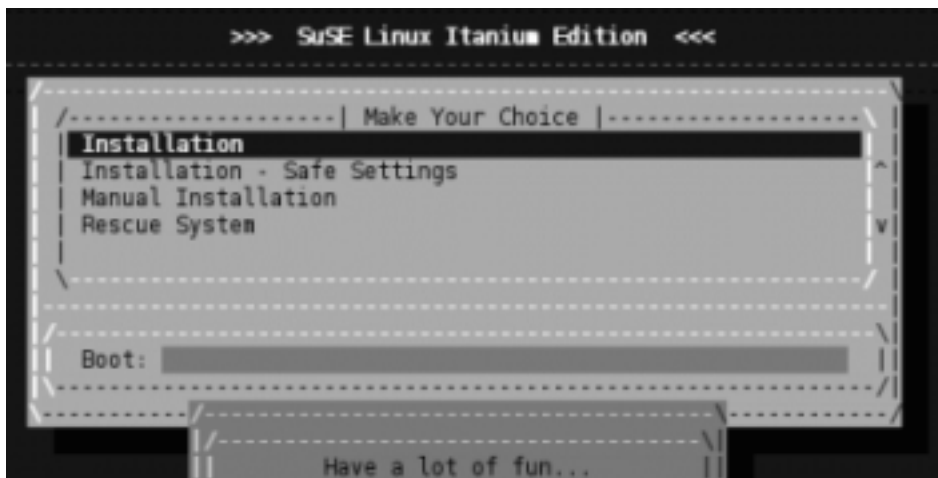 >>> SuSE Linux Itanium Edition <<<
Make Your Choice
Installation
Installation - Safe Settings
Manual Installation
Rescue System
Boot:
Have a lot of fun...